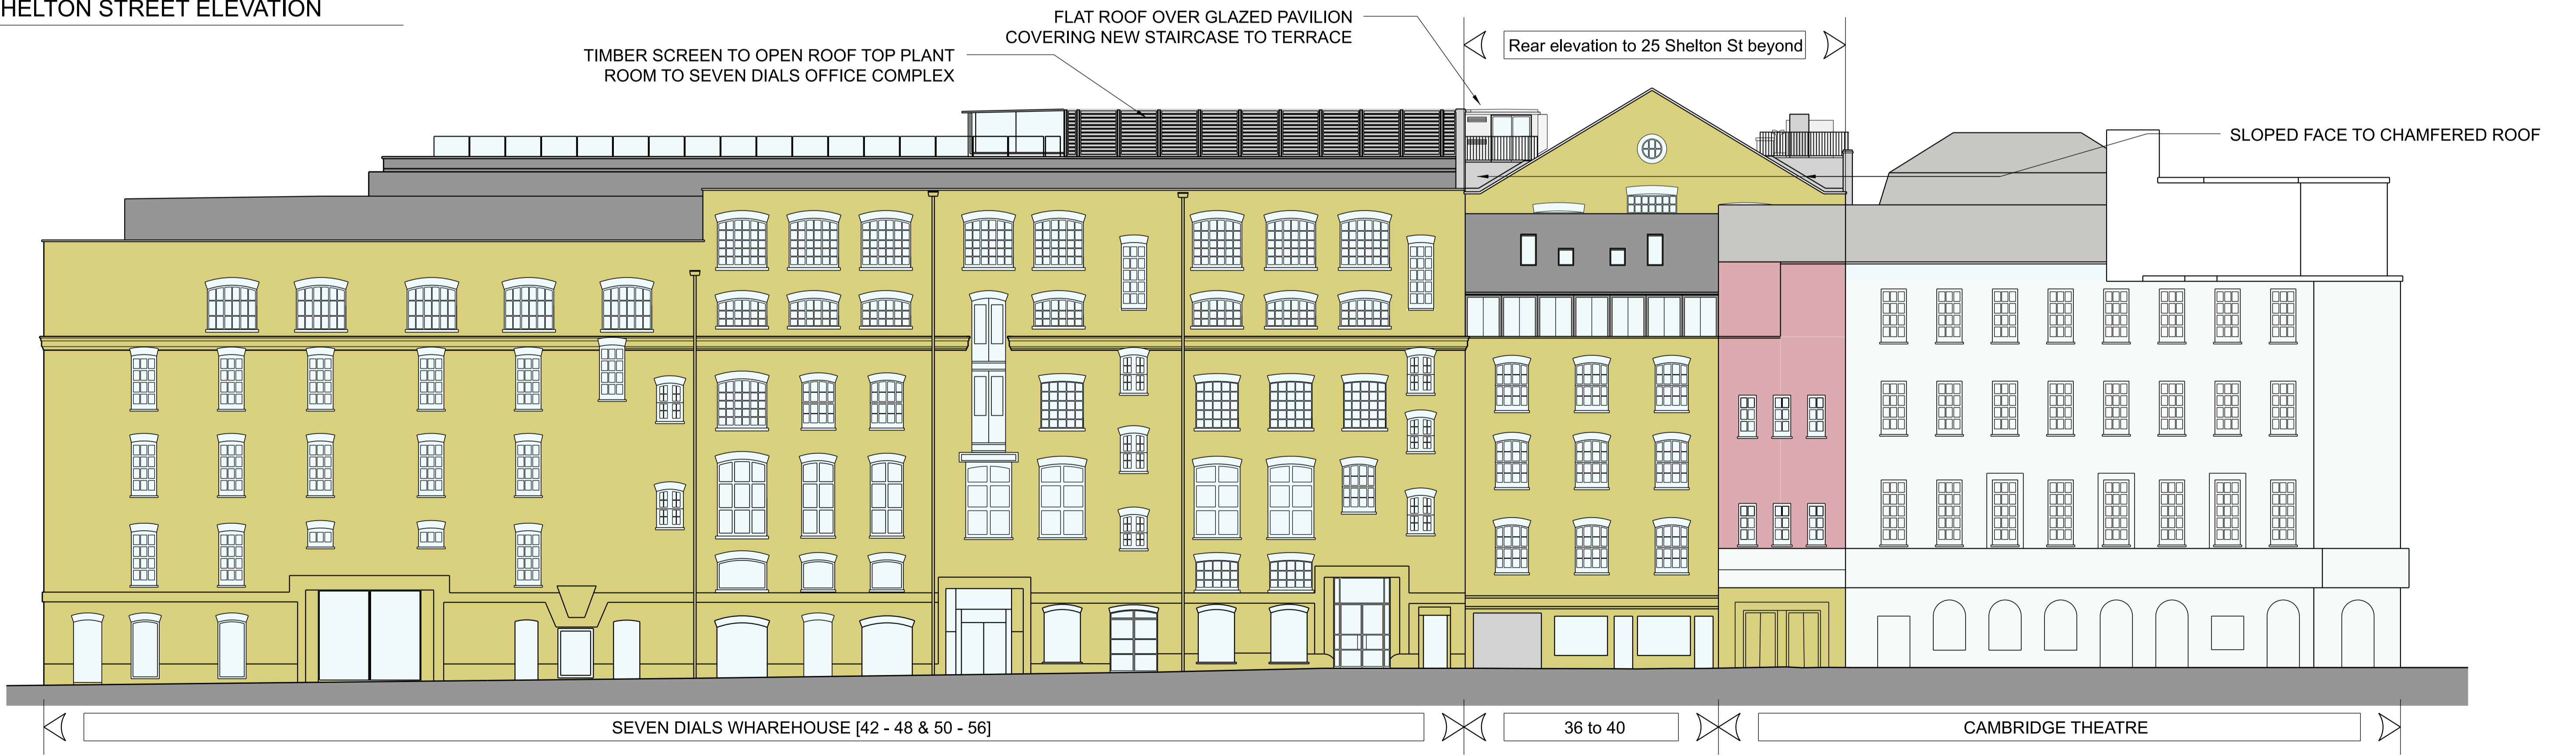 HELTON STREET ELEVATION
FLAT ROOF OVER GLAZED PAVILION
COVERING NEW STAIRCASE TO TERRACE
TIMBER SCREEN TO OPEN ROOF TOP PLANT
ROOM TO SEVEN DIALS OFFICE COMPLEX
Rear elevation to 25 Shelton St beyond
SLOPED FACE TO CHAMFERED ROOF
SEVEN DIALS WHAREHOUSE [42 - 48 & 50 - 56]
36 to 40
CAMBRIDGE THEATRE